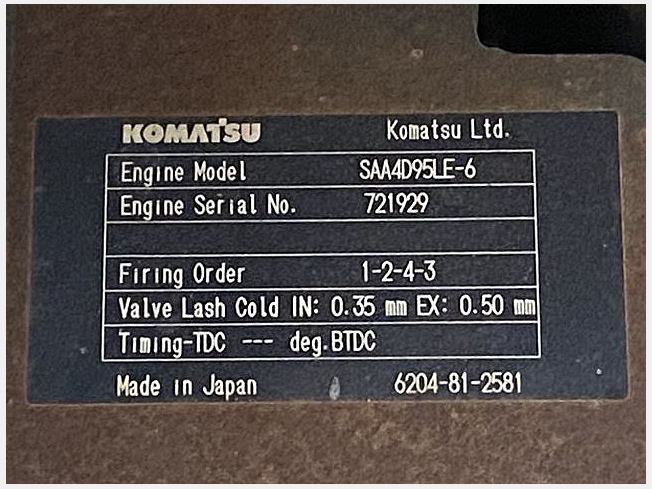 KOMATSU Komatsu Ltd.
Engine Model SAA4D95LE-6
Engine Serial No. 721929
Firing Order 1-2-4-3
Valve Lash Cold IN: 0.35 mm EX: 0.50 mm
Timing-TDC --- deg.BTDC
Made in Japan 6204-81-2581